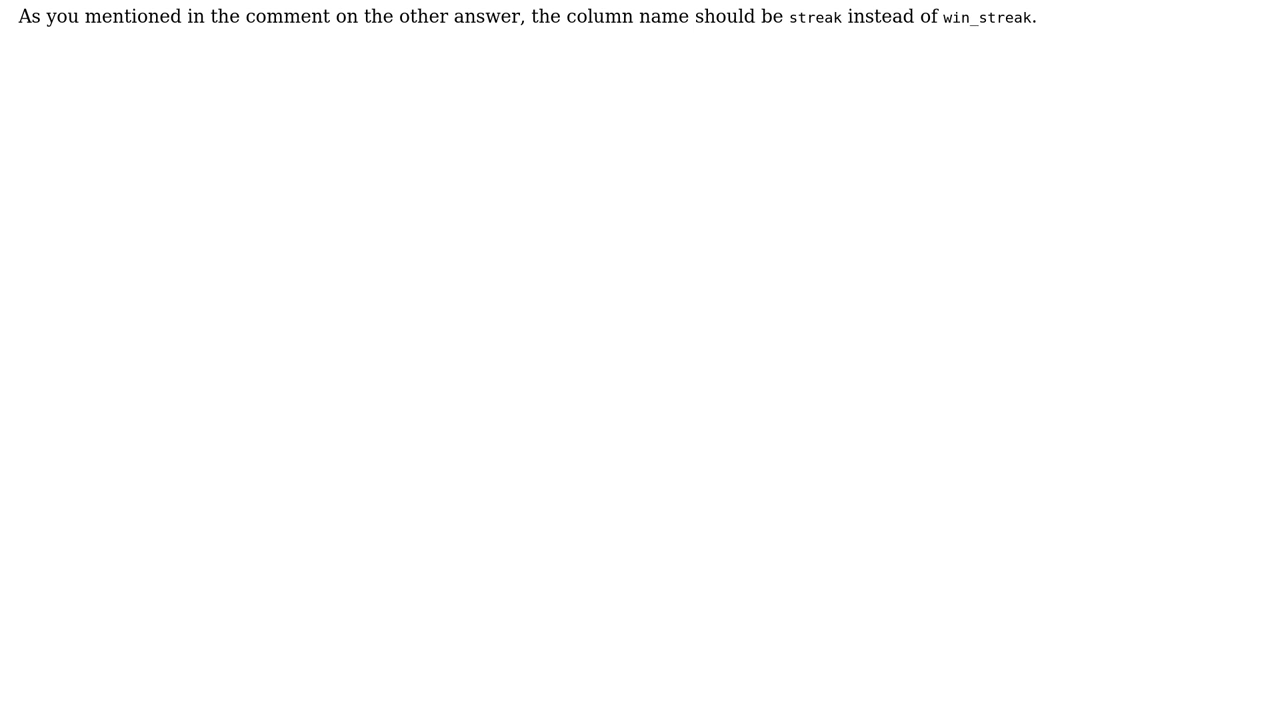 As you mentioned in the comment on the other answer, the column name should be streak instead of win_streak.